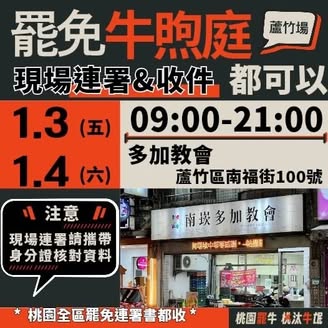 罷免牛煦庭
蘆竹場
現場連署&收件 都可以
1.3 (五)
1.4 (六)
09:00-21:00
多加教會
蘆竹區南福街100號
南崁多加教會
注意
現場連署請攜帶
身分證核對資料
* 桃園全區罷免連署書都收 *
桃園罷牛 桃汰牛煦